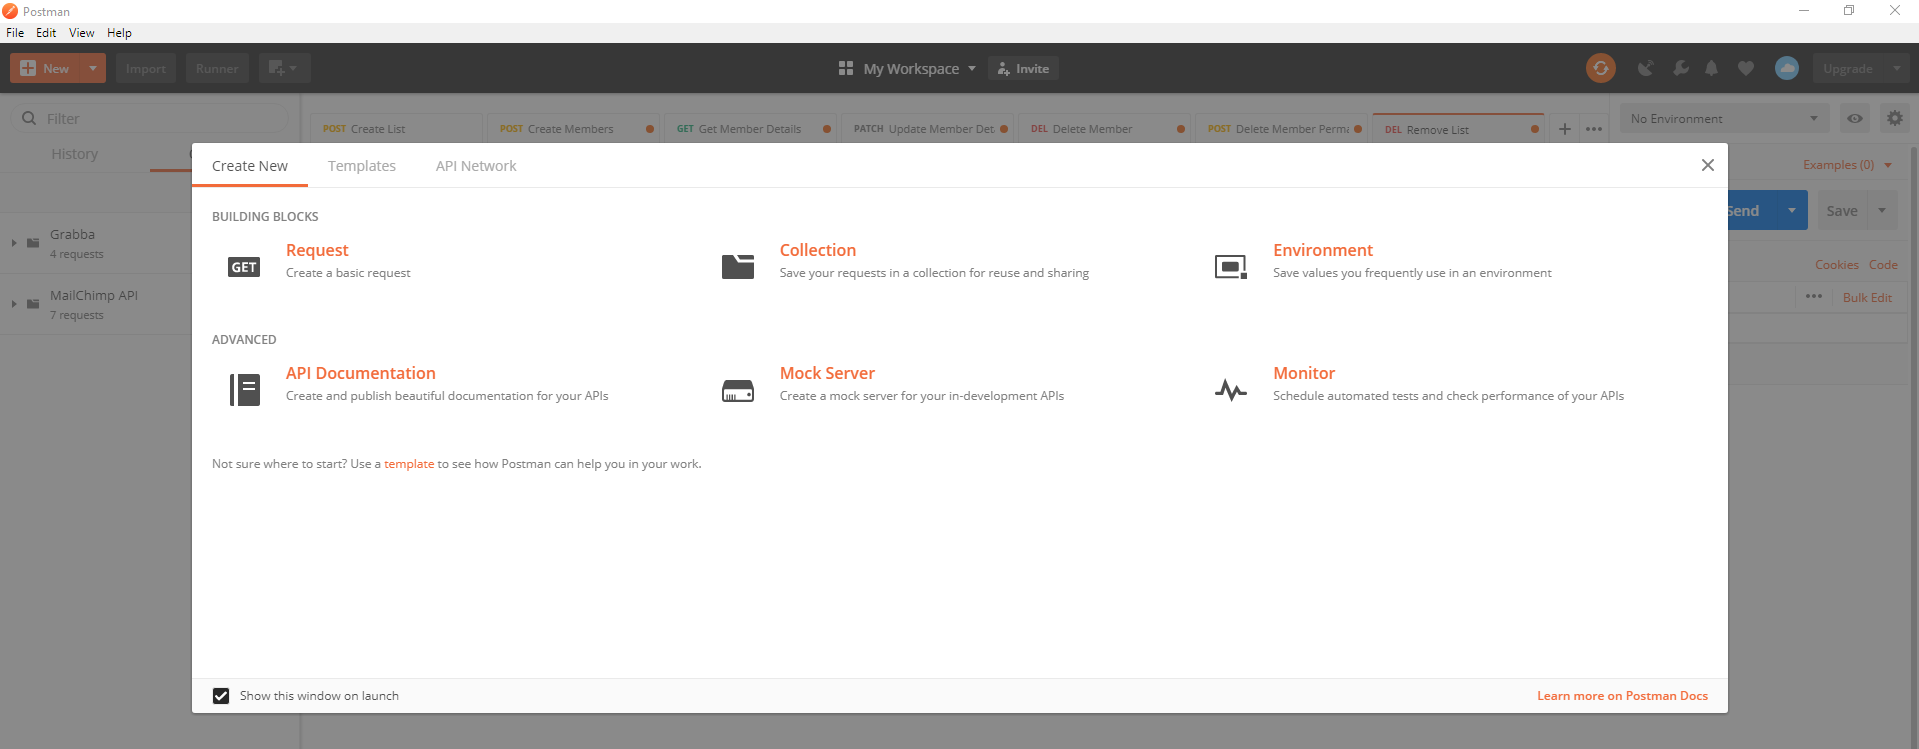 Postman
File Edit View Help
New Import Runner My Workspace Invite Upgrade
Filter
History
POST Create List
POST Create Members
GET Get Member Details
PATCH Update Member Det
DEL Delete Member
POST Delete Member Perma
DEL Remove List
No Environment
Examples (0)
Send Save
Cookies Code
Bulk Edit
Grabba
4 requests
MailChimp API
7 requests
Create New Templates API Network
BUILDING BLOCKS
GET
Request
Create a basic request
Collection
Save your requests in a collection for reuse and sharing
Environment
Save values you frequently use in an environment
ADVANCED
API Documentation
Create and publish beautiful documentation for your APIs
Mock Server
Create a mock server for your in-development APIs
Monitor
Schedule automated tests and check performance of your APIs
Not sure where to start? Use a template to see how Postman can help you in your work.
Show this window on launch
Learn more on Postman Docs